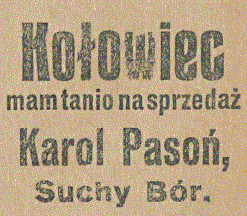 Kołowiec
mam tanio na sprzedaż
Karol Pasoń,
Suchy Bór.